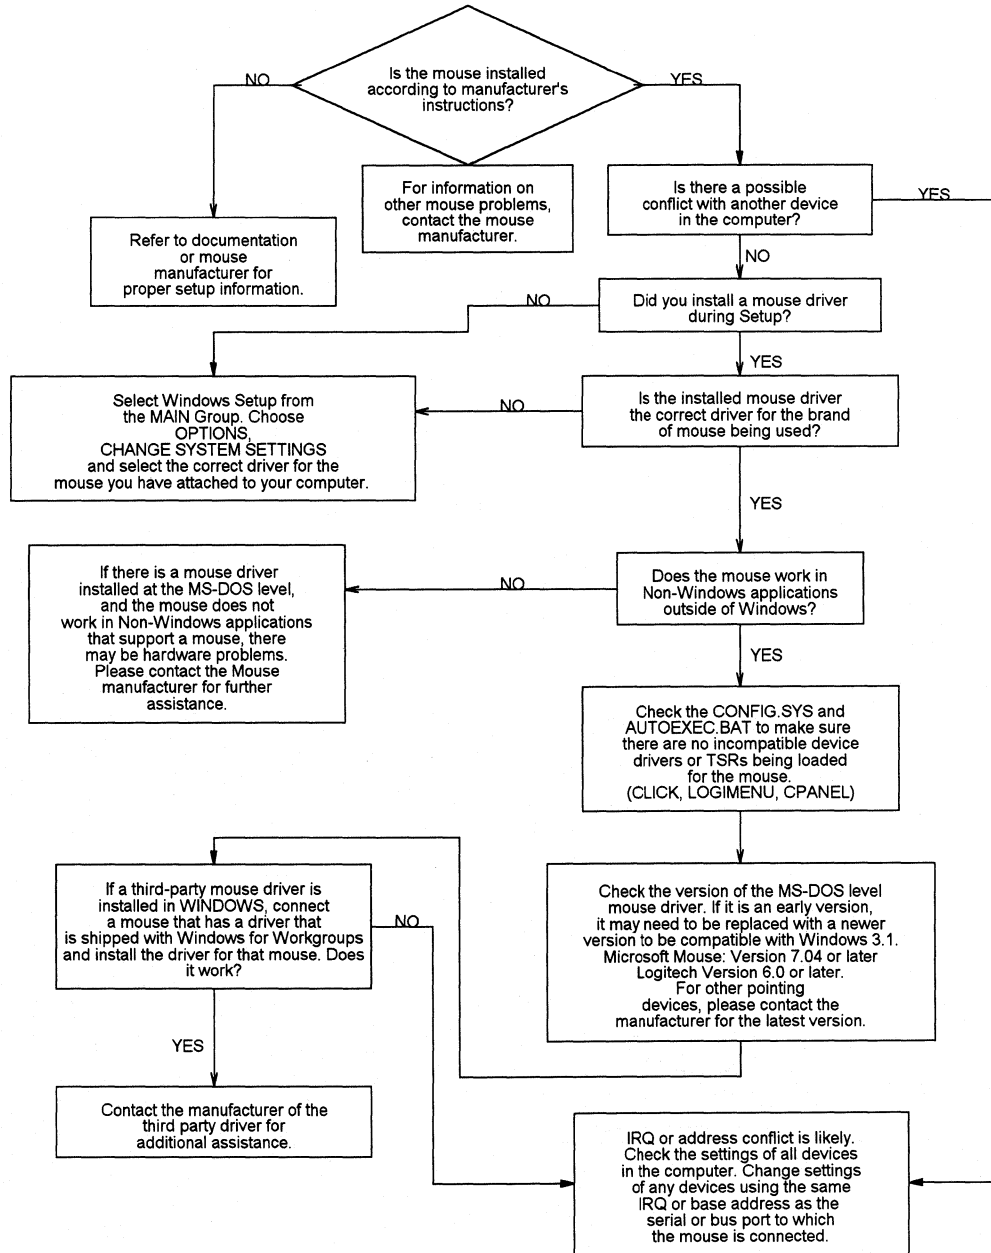 Is the mouse installed
according to manufacturer's
instructions?
NO
YES
For information on
other mouse problems,
contact the mouse
manufacturer.
Is there a possible
conflict with another device
in the computer?
YES
Refer to documentation
or mouse
manufacturer for
proper setup information.
NO
Did you install a mouse driver
during Setup?
NO
YES
Select Windows Setup from
the MAIN Group. Choose
OPTIONS,
CHANGE SYSTEM SETTINGS
and select the correct driver for the
mouse you have attached to your computer.
NO
Is the installed mouse driver
the correct driver for the brand
of mouse being used?
YES
If there is a mouse driver
installed at the MS-DOS level,
and the mouse does not
work in Non-Windows applications
that support a mouse, there
may be hardware problems.
Please contact the Mouse
manufacturer for further
assistance.
NO
Does the mouse work in
Non-Windows applications
outside of Windows?
YES
Check the CONFIG.SYS and
AUTOEXEC.BAT to make sure
there are no incompatible device
drivers or TSRs being loaded
for the mouse.
(CLICK, LOGIMENU, CPANEL)
If a third-party mouse driver is
installed in WINDOWS, connect
a mouse that has a driver that
is shipped with Windows for Workgroups
and install the driver for that mouse. Does
it work?
NO
Check the version of the MS-DOS level
mouse driver. If it is an early version,
it may need to be replaced with a newer
version to be compatible with Windows 3.1.
Microsoft Mouse: Version 7.04 or later
Logitech Version 6.0 or later.
For other pointing
devices, please contact the
manufacturer for the latest version.
YES
Contact the manufacturer of the
third party driver for
additional assistance.
IRQ or address conflict is likely.
Check the settings of all devices
in the computer. Change settings
of any devices using the same
IRQ or base address as the
serial or bus port to which
the mouse is connected.